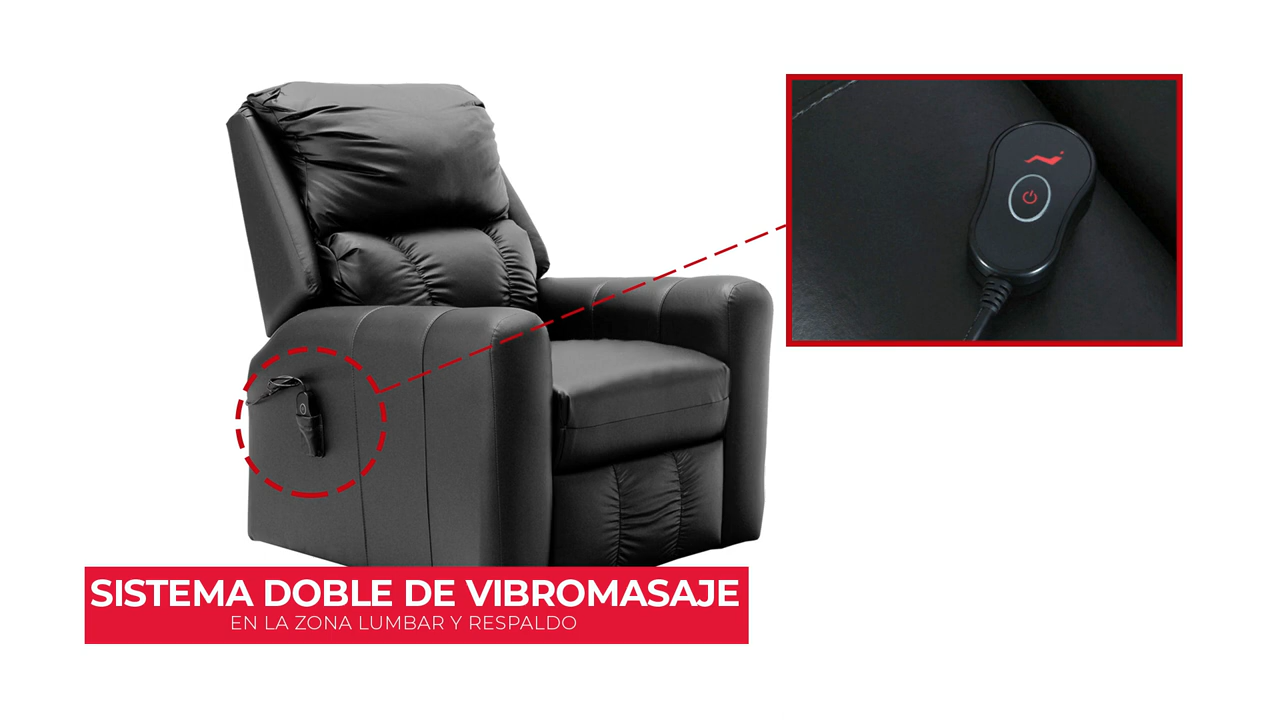 SISTEMA DOBLE DE VIBROMASAJE
EN LA ZONA LUMBAR Y RESPALDO